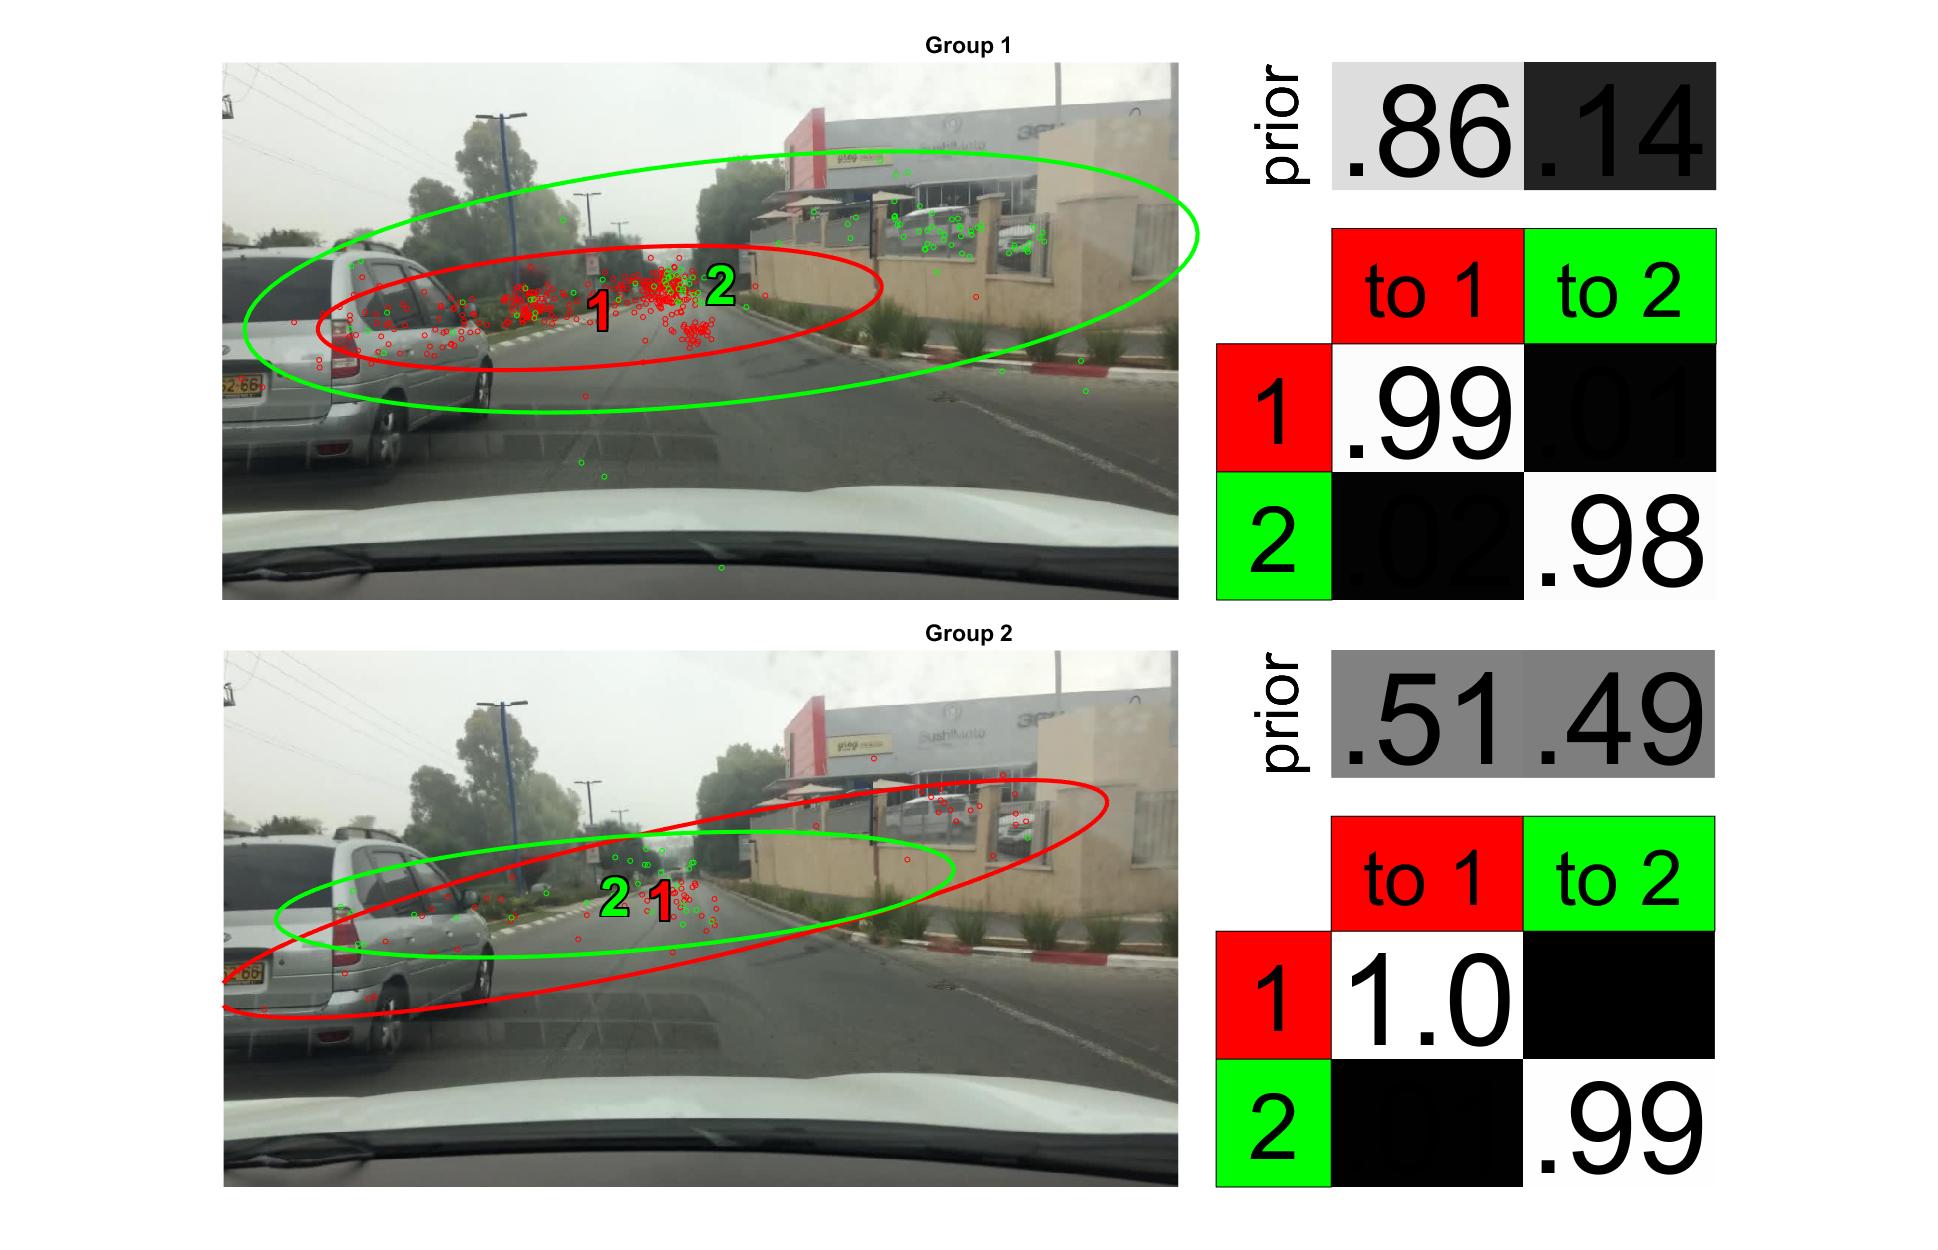 Group 1
prior .86 .14
1 2
to 1 to 2
1 .99 .01
2 .02 .98
Group 2
prior .51 .49
2 1
to 1 to 2
1 1.0
2 .01 .99